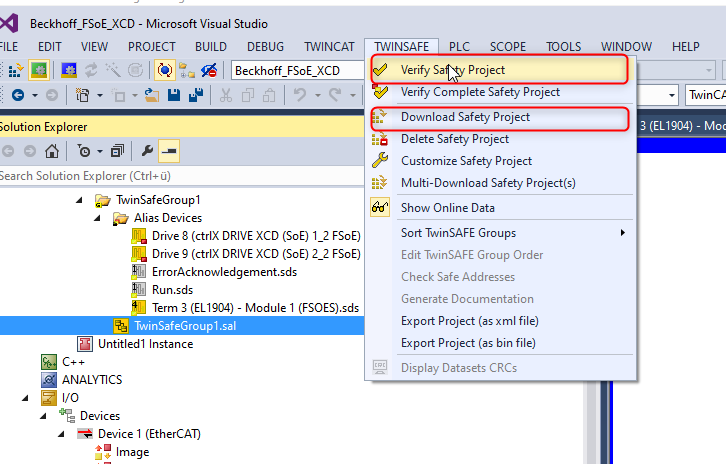 Beckhoff_FSoE_XCD - Microsoft Visual Studio
FILE EDIT VIEW PROJECT BUILD DEBUG TWINCAT TWINSAFE PLC SCOPE TOOLS WINDOW HELP
Beckhoff_FSoE_XCD
Verify Safety Project
Verify Complete Safety Project
TwinCA
Download Safety Project
Solution Explorer
3 (EL1904) - Mod
Delete Safety Project
Customize Safety Project
Search Solution Explorer (Ctrl+ü)
Multi-Download Safety Project(s)
TwinSafeGroup1
Show Online Data
Alias Devices
Drive 8 (ctrlX DRIVE XCD (SoE) 1_2 FSoE)
Sort TwinSAFE Groups
Drive 9 (ctrlX DRIVE XCD (SoE) 2_2 FSoE)
Edit TwinSAFE Group Order
ErrorAcknowledgement.sds
Check Safe Addresses
Run.sds
Generate Documentation
Term 3 (EL1904) - Module 1 (FSOES).sds
Export Project (as xml file)
TwinSafeGroup1.sal
Export Project (as bin file)
Untitled1 Instance
CRC
Display Datasets CRCs
C++
ANALYTICS
I/O
Devices
Device 1 (EtherCAT)
Image